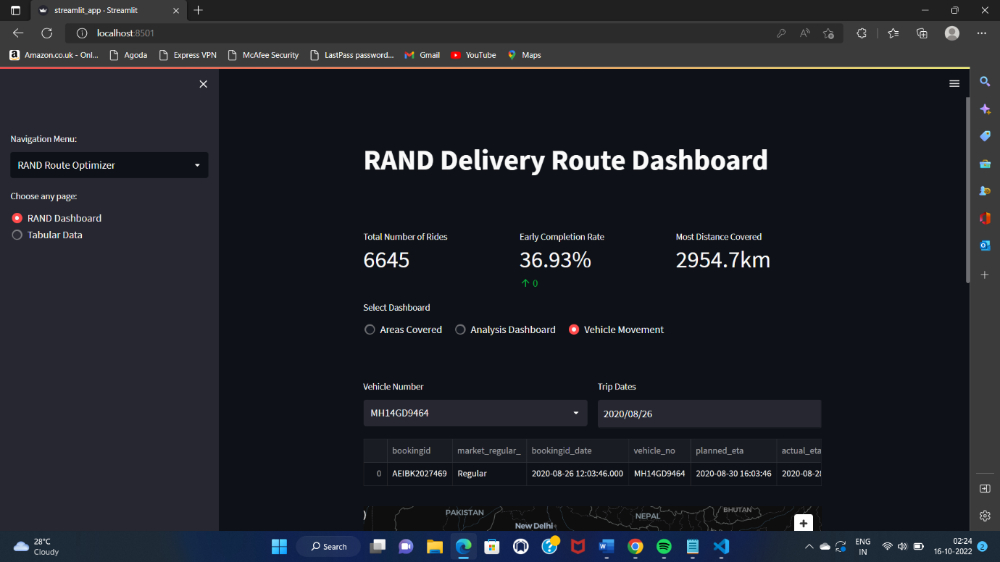 streamlit_app · Streamlit
localhost:8501
Amazon.co.uk - Onl... Agoda Express VPN McAfee Security LastPass password... Gmail YouTube Maps
Navigation Menu:
RAND Route Optimizer
Choose any page:
RAND Dashboard
Tabular Data
RAND Delivery Route Dashboard
Total Number of Rides Early Completion Rate Most Distance Covered
6645 36.93% 2954.7km
↑ 0
Select Dashboard
Areas Covered Analysis Dashboard Vehicle Movement
Vehicle Number Trip Dates
MH14GD9464 2020/08/26
bookingid market_regular_ bookingid_date vehicle_no planned_eta actual_eta
0 AEIBK2027469 Regular 2020-08-26 12:03:46.000 MH14GD9464 2020-08-30 16:03:46 2020-08-28
PAKISTAN NEPAL BHUTAN
New Delhi
28°C
Cloudy
Search
ENG
IN
02:24
16-10-2022
2